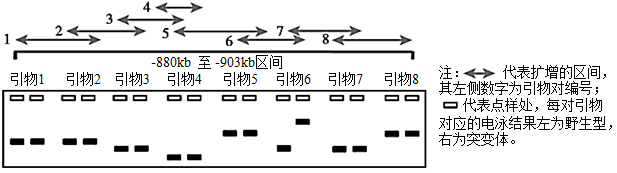 4
3
5
7
2
1
6
8
-880kb 至 -903kb区间
引物1 引物2 引物3 引物4 引物5 引物6 引物7 引物8
注： 代表扩增的区间，
其左侧数字为引物对编号；
代表点样处，每对引物
对应的电泳结果左为野生型，
右为突变体。